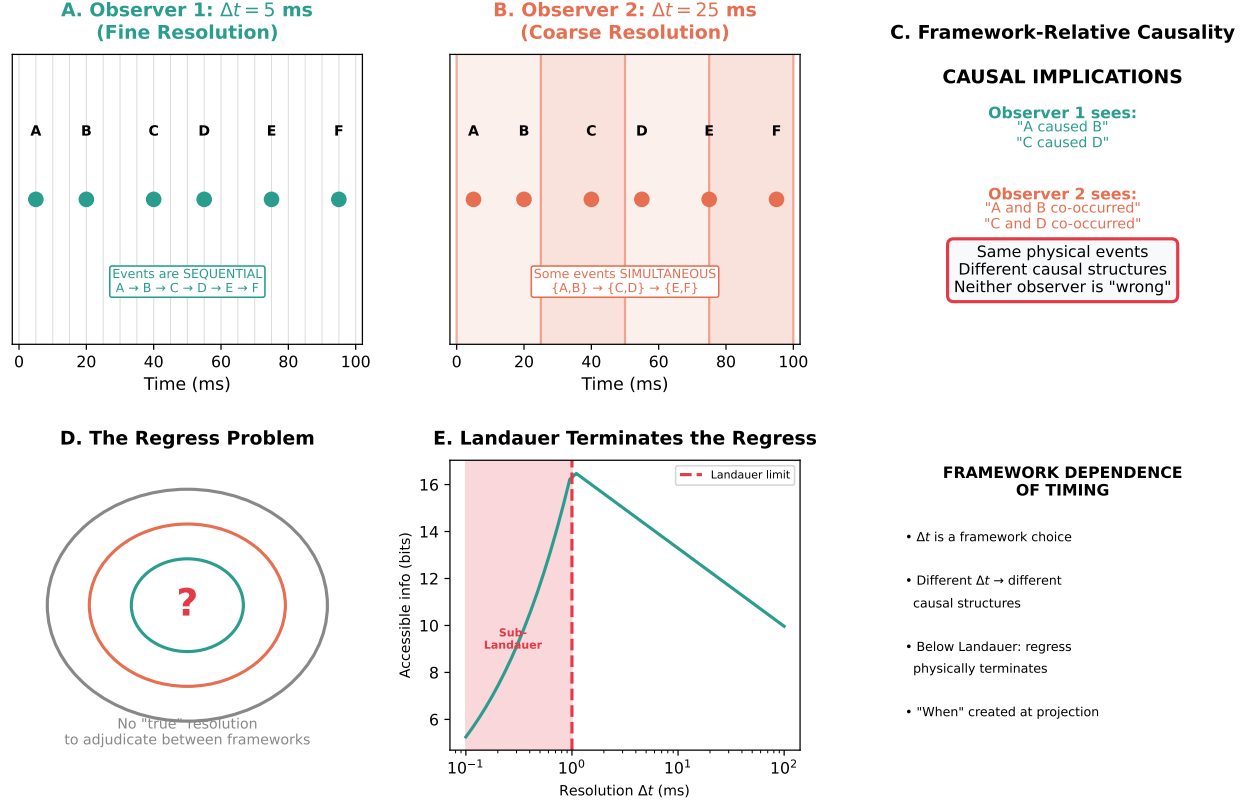 A. Observer 1: Δt = 5 ms
(Fine Resolution)
A B C D E F
Events are SEQUENTIAL
A → B → C → D → E → F
0 20 40 60 80 100
Time (ms)
B. Observer 2: Δt = 25 ms
(Coarse Resolution)
A B C D E F
Some events SIMULTANEOUS
{A,B} → {C,D} → {E,F}
0 20 40 60 80 100
Time (ms)
C. Framework-Relative Causality
CAUSAL IMPLICATIONS
Observer 1 sees:
"A caused B"
"C caused D"
Observer 2 sees:
"A and B co-occurred"
"C and D co-occurred"
Same physical events
Different causal structures
Neither observer is "wrong"
D. The Regress Problem
?
No "true" resolution
to adjudicate between frameworks
E. Landauer Terminates the Regress
Landauer limit
16
14
12
10
8
6
Accessible info (bits)
Sub-
Landauer
10⁻¹ 10⁰ 10¹ 10²
Resolution Δt (ms)
FRAMEWORK DEPENDENCE
OF TIMING
• Δt is a framework choice
• Different Δt → different
causal structures
• Below Landauer: regress
physically terminates
• "When" created at projection